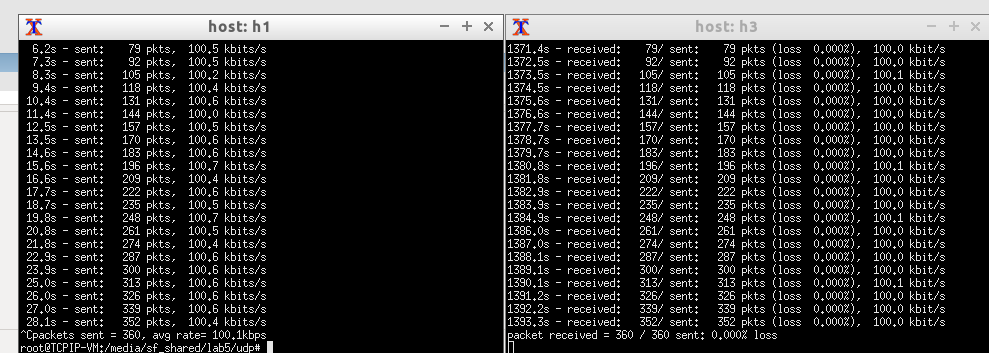 host: h1
6.2s - sent: 79 pkts, 100.5 kbits/s
7.3s - sent: 92 pkts, 100.5 kbits/s
8.3s - sent: 105 pkts, 100.2 kbits/s
9.4s - sent: 118 pkts, 100.4 kbits/s
10.4s - sent: 131 pkts, 100.6 kbits/s
11.4s - sent: 144 pkts, 100.0 kbits/s
12.5s - sent: 157 pkts, 100.5 kbits/s
13.5s - sent: 170 pkts, 100.6 kbits/s
14.6s - sent: 183 pkts, 100.6 kbits/s
15.6s - sent: 196 pkts, 100.7 kbits/s
16.6s - sent: 209 pkts, 100.4 kbits/s
17.7s - sent: 222 pkts, 100.6 kbits/s
18.7s - sent: 235 pkts, 100.5 kbits/s
19.8s - sent: 248 pkts, 100.7 kbits/s
20.8s - sent: 261 pkts, 100.5 kbits/s
21.8s - sent: 274 pkts, 100.4 kbits/s
22.9s - sent: 287 pkts, 100.6 kbits/s
23.9s - sent: 300 pkts, 100.6 kbits/s
25.0s - sent: 313 pkts, 100.6 kbits/s
26.0s - sent: 326 pkts, 100.6 kbits/s
27.0s - sent: 339 pkts, 100.6 kbits/s
28.1s - sent: 352 pkts, 100.4 kbits/s
^Cpackets sent = 360, avg rate= 100.1kbps
root@TCPIP-VM:/media/sf_shared/lab5/udp#
host: h3
1371.4s - received: 79/ sent: 79 pkts (loss 0.000%), 100.0 kbits/s
1372.5s - received: 92/ sent: 92 pkts (loss 0.000%), 100.0 kbits/s
1373.5s - received: 105/ sent: 105 pkts (loss 0.000%), 100.1 kbits/s
1374.5s - received: 118/ sent: 118 pkts (loss 0.000%), 100.0 kbits/s
1375.6s - received: 131/ sent: 131 pkts (loss 0.000%), 100.0 kbits/s
1376.6s - received: 144/ sent: 144 pkts (loss 0.000%), 100.0 kbits/s
1377.7s - received: 157/ sent: 157 pkts (loss 0.000%), 100.0 kbits/s
1378.7s - received: 170/ sent: 170 pkts (loss 0.000%), 100.0 kbits/s
1379.7s - received: 183/ sent: 183 pkts (loss 0.000%), 100.0 kbits/s
1380.8s - received: 196/ sent: 196 pkts (loss 0.000%), 100.1 kbits/s
1381.8s - received: 209/ sent: 209 pkts (loss 0.000%), 100.0 kbits/s
1382.9s - received: 222/ sent: 222 pkts (loss 0.000%), 100.0 kbits/s
1383.9s - received: 235/ sent: 235 pkts (loss 0.000%), 100.0 kbits/s
1384.9s - received: 248/ sent: 248 pkts (loss 0.000%), 100.1 kbits/s
1386.0s - received: 261/ sent: 261 pkts (loss 0.000%), 100.0 kbits/s
1387.0s - received: 274/ sent: 274 pkts (loss 0.000%), 100.0 kbits/s
1388.1s - received: 287/ sent: 287 pkts (loss 0.000%), 100.0 kbits/s
1389.1s - received: 300/ sent: 300 pkts (loss 0.000%), 100.0 kbits/s
1390.1s - received: 313/ sent: 313 pkts (loss 0.000%), 100.1 kbits/s
1391.2s - received: 326/ sent: 326 pkts (loss 0.000%), 100.0 kbits/s
1392.2s - received: 339/ sent: 339 pkts (loss 0.000%), 100.0 kbits/s
1393.3s - received: 352/ sent: 352 pkts (loss 0.000%), 100.0 kbits/s
packet received = 360 / 360 sent: 0.000% loss